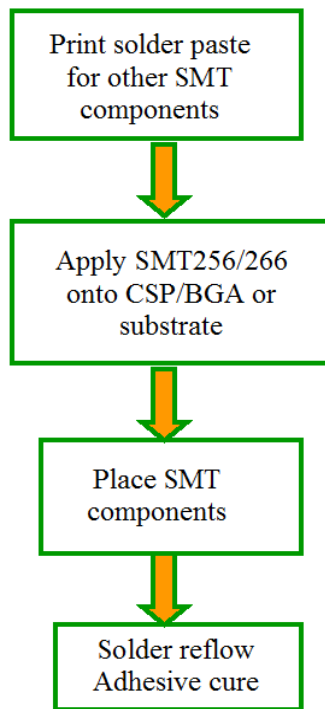 Print solder paste
for other SMT
components
Apply SMT256/266
onto CSP/BGA or
substrate
Place SMT
components
Solder reflow
Adhesive cure